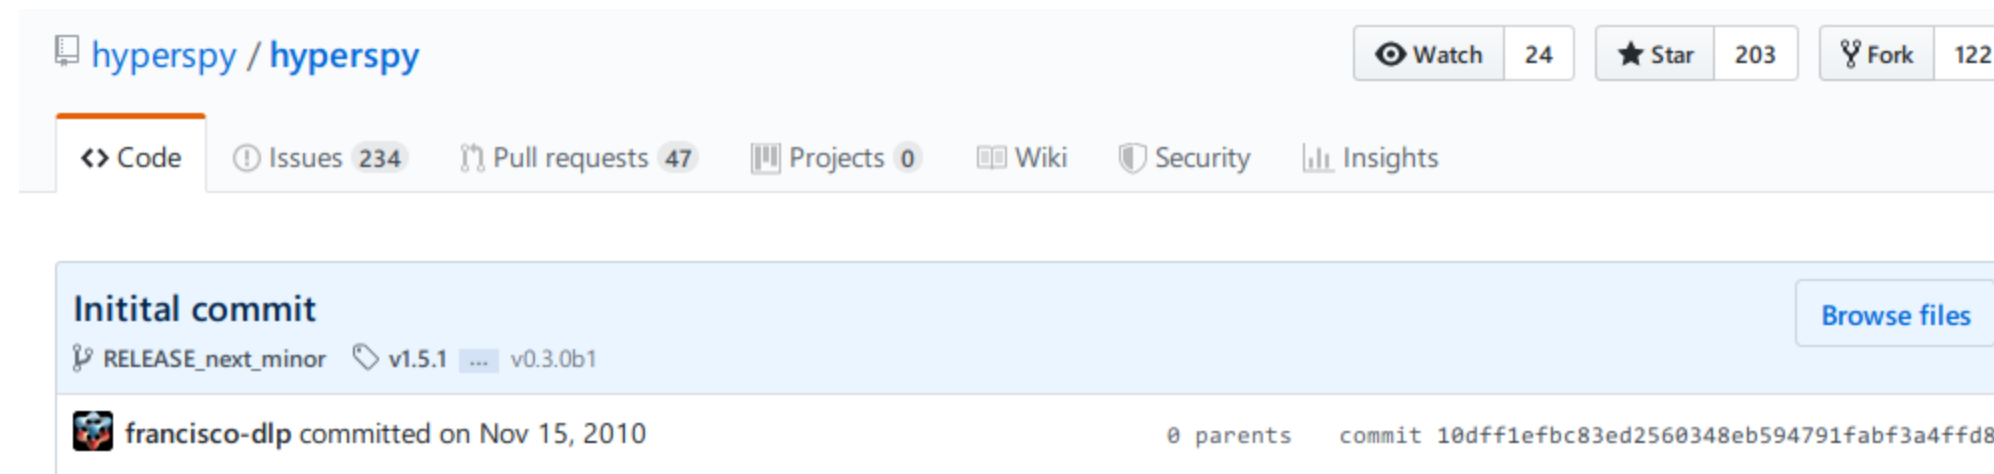 hyperspy / hyperspy Watch 24 Star 203 Fork 122
Code Issues 234 Pull requests 47 Projects 0 Wiki Security Insights
Initital commit
Browse files
RELEASE_next_minor v1.5.1 ... v0.3.0b1
francisco-dlp committed on Nov 15, 2010 0 parents commit 10dff1efbc83ed2560348eb594791fabf3a4ffd8